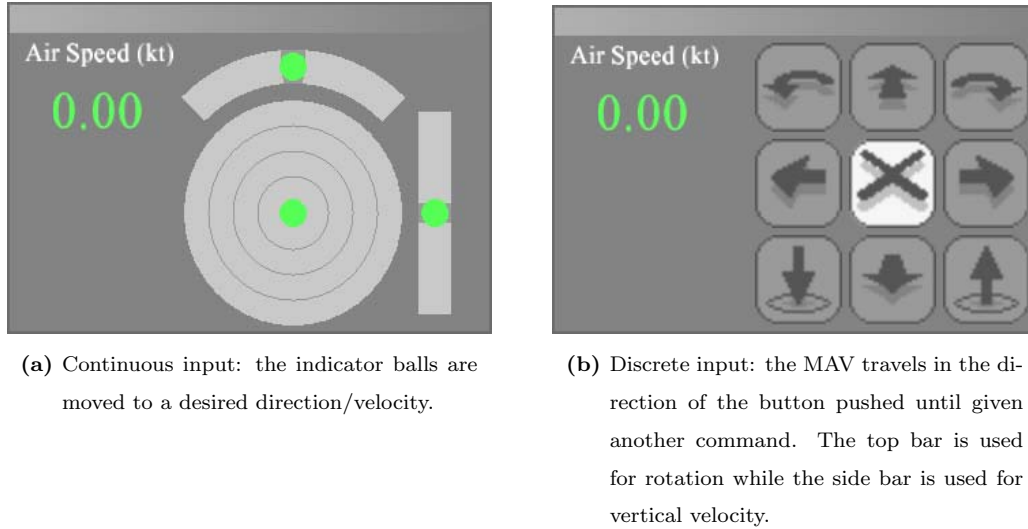 Air Speed (kt)
0.00
(a) Continuous input: the indicator balls are
moved to a desired direction/velocity.
Air Speed (kt)
0.00
(b) Discrete input: the MAV travels in the di-
rection of the button pushed until given
another command. The top bar is used
for rotation while the side bar is used for
vertical velocity.